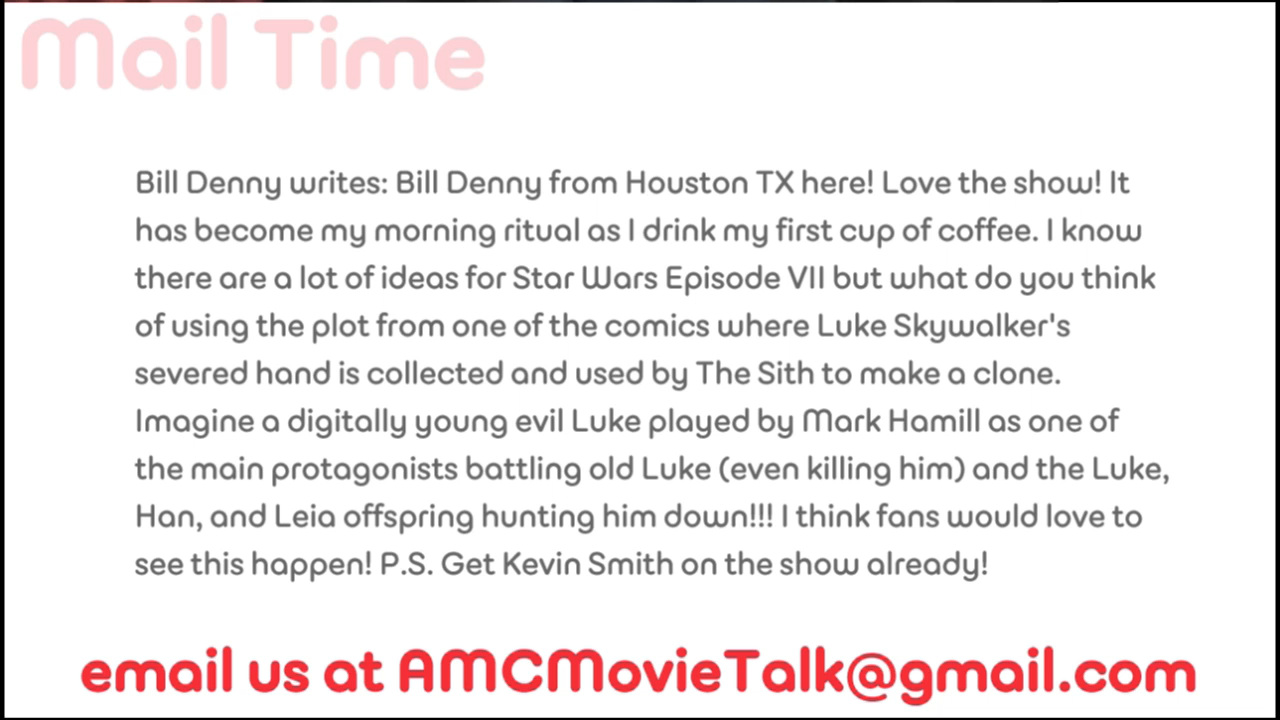 Mail Time
Bill Denny writes: Bill Denny from Houston TX here! Love the show! It
has become my morning ritual as I drink my first cup of coffee. I know
there are a lot of ideas for Star Wars Episode VII but what do you think
of using the plot from one of the comics where Luke Skywalker's
severed hand is collected and used by The Sith to make a clone.
Imagine a digitally young evil Luke played by Mark Hamill as one of
the main protagonists battling old Luke (even killing him) and the Luke,
Han, and Leia offspring hunting him down!!! I think fans would love to
see this happen! P.S. Get Kevin Smith on the show already!
email us at AMCMovieTalk@gmail.com